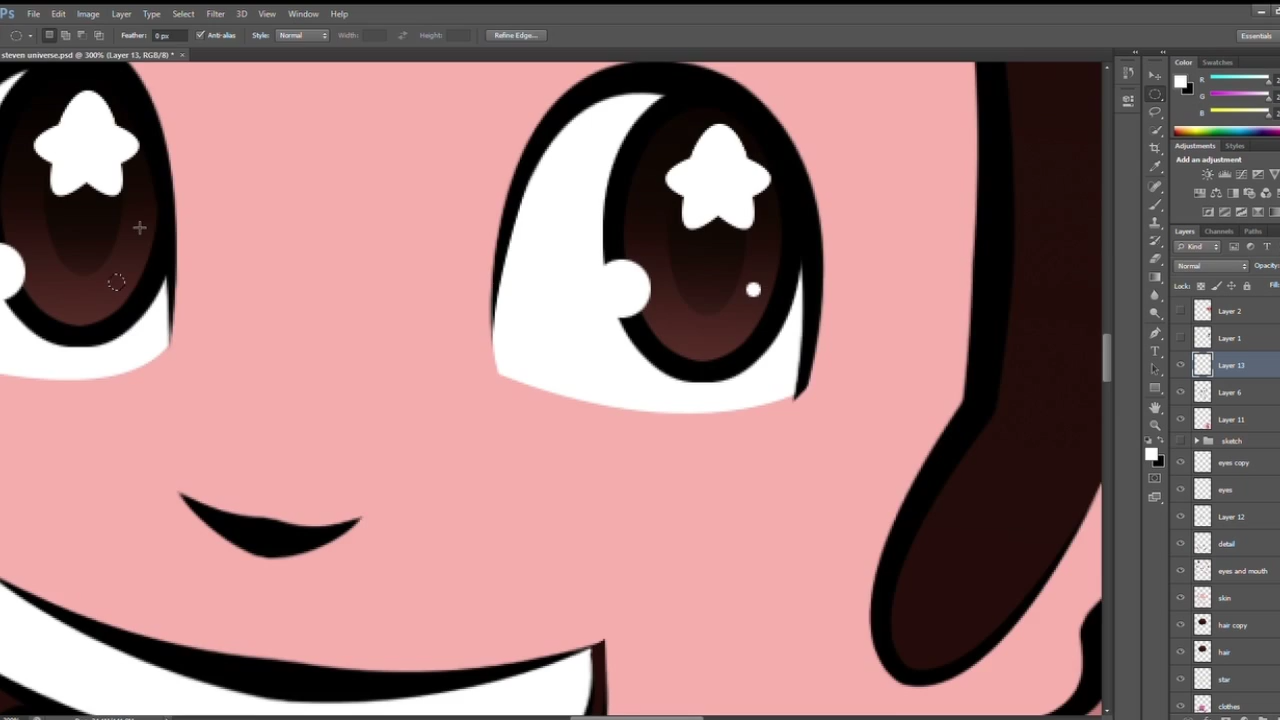 Ps File Edit Image Layer Type Select Filter 3D View Window Help
Feather: 0 px Anti-alias Style: Normal Width: Height: Refine Edge... Essentials
steven universe.psd @ 300% (Layer 13, RGB/8) * ×
Color Swatches
R
G
B
Adjustments Styles
Add an adjustment
Layers Channels Paths
Kind
Normal Opacity:
Lock:
Layer 2
Layer 1
Layer 13
Layer 6
Layer 11
sketch
eyes copy
eyes
Layer 12
detail
eyes and mouth
skin
hair copy
hair
star
clothes